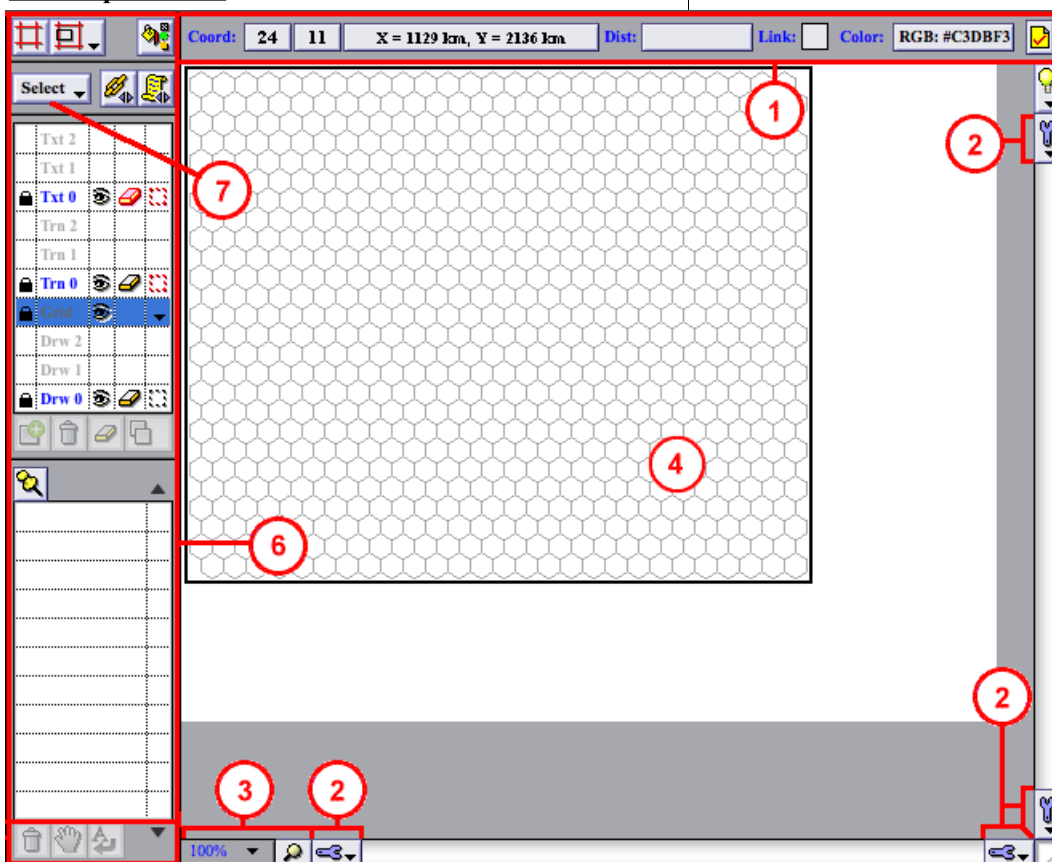 Coord: 24 11 X = 1129 km, Y = 2136 km Dist: Link: Color: RGB: #C3DBF3
Select
1
2
Txt 2
Txt 1
7
Txt 0
Trn 2
Trn 1
Trn 0
Grid
Drw 2
Drw 1
Drw 0
4
6
2
3 2
100%